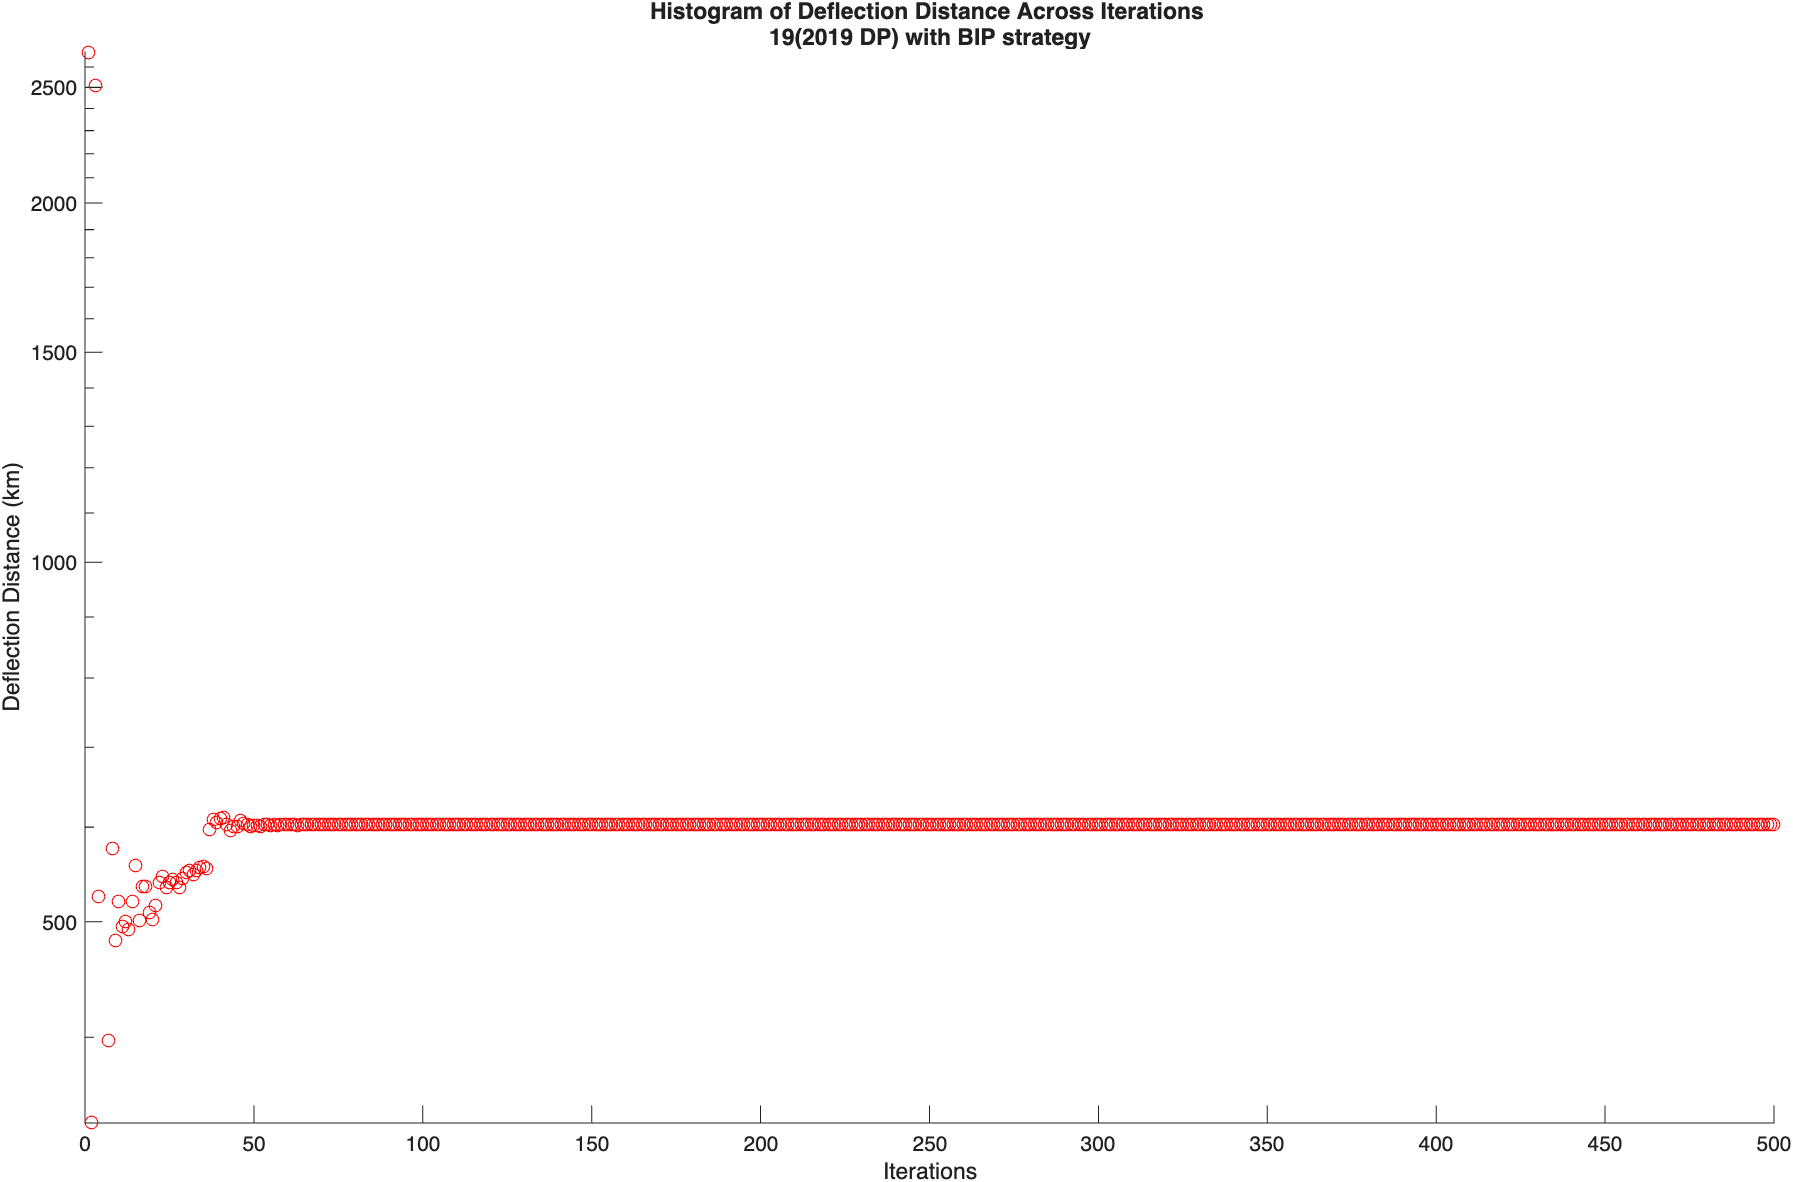 Histogram of Deflection Distance Across Iterations
19(2019 DP) with BIP strategy
2500
2000
1500
1000
500
Deflection Distance (km)
0 50 100 150 200 250 300 350 400 450 500
Iterations